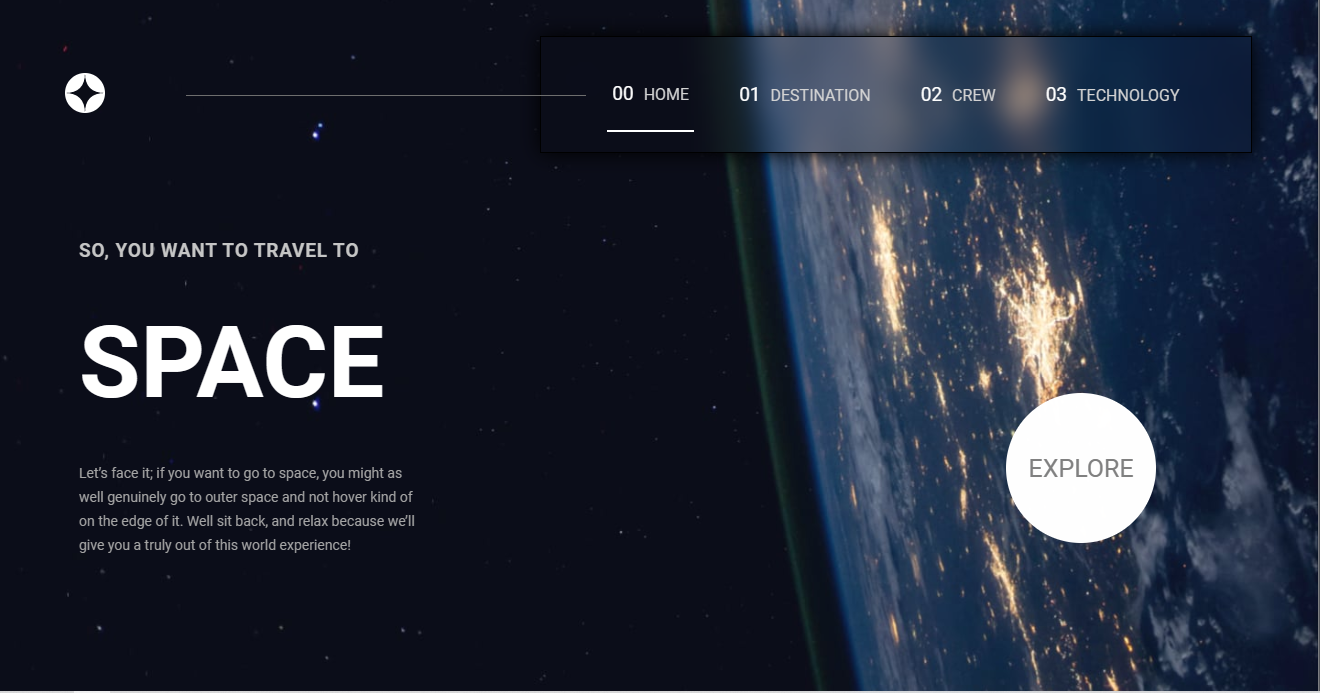 00 HOME 01 DESTINATION 02 CREW 03 TECHNOLOGY
SO, YOU WANT TO TRAVEL TO
SPACE
Let's face it; if you want to go to space, you might as
well genuinely go to outer space and not hover kind of
on the edge of it. Well sit back, and relax because we'll
give you a truly out of this world experience!
EXPLORE